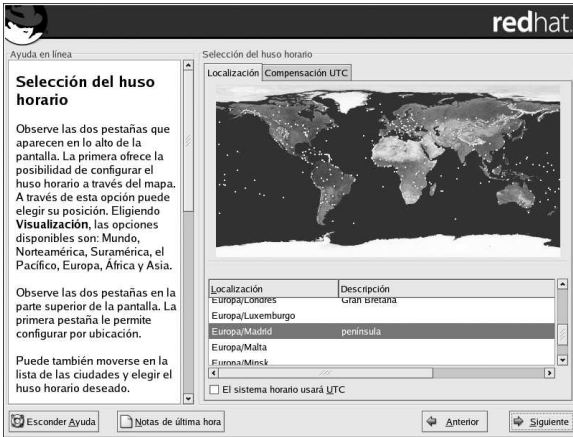 redhat.
Ayuda en línea
Selección del huso
horario
Observe las dos pestañas que
aparecen en lo alto de la
pantalla. La primera ofrece la
posibilidad de configurar el
huso horario a través del mapa.
A través de esta opción puede
elegir su posición. Eligiendo
Visualización, las opciones
disponibles son: Mundo,
Norteamérica, Suramérica, el
Pacífico, Europa, África y Asia.
Observe las dos pestañas en la
parte superior de la pantalla. La
primera pestaña le permite
configurar por ubicación.
Puede también moverse en la
lista de las ciudades y elegir el
huso horario deseado.
Selección del huso horario
Localización Compensación UTC
Localización Descripción
Europa/Londres Gran Bretaña
Europa/Luxemburgo
Europa/Madrid península
Europa/Malta
Europa/Minsk
El sistema horario usará UTC
Esconder Ayuda Notas de última hora Anterior Siguiente